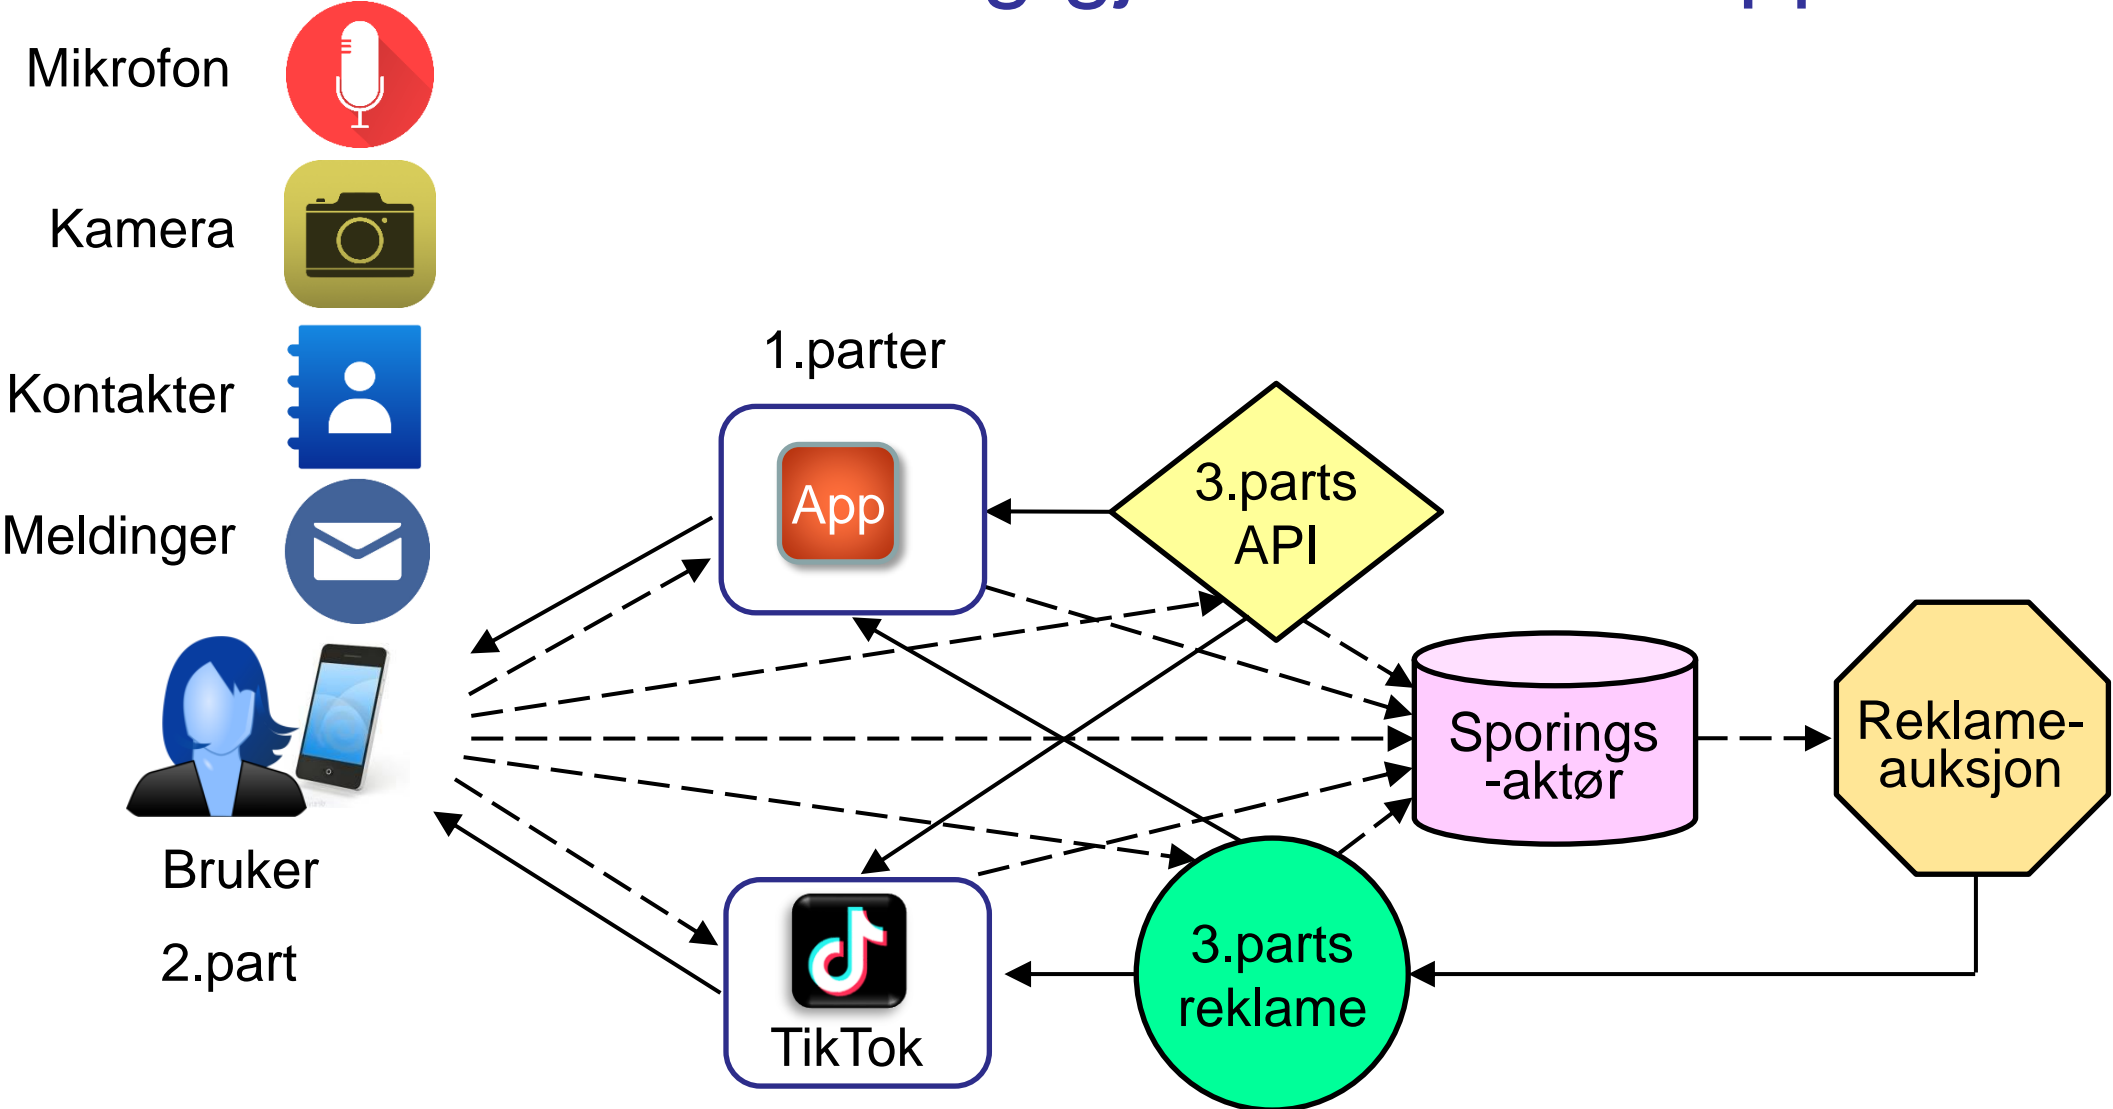 Mikrofon
Kamera
Kontakter
Meldinger
Bruker
2.part
1.parter
App
TikTok
3.parts
API
3.parts
reklame
Sporings
-aktør
Reklame-
auksjon